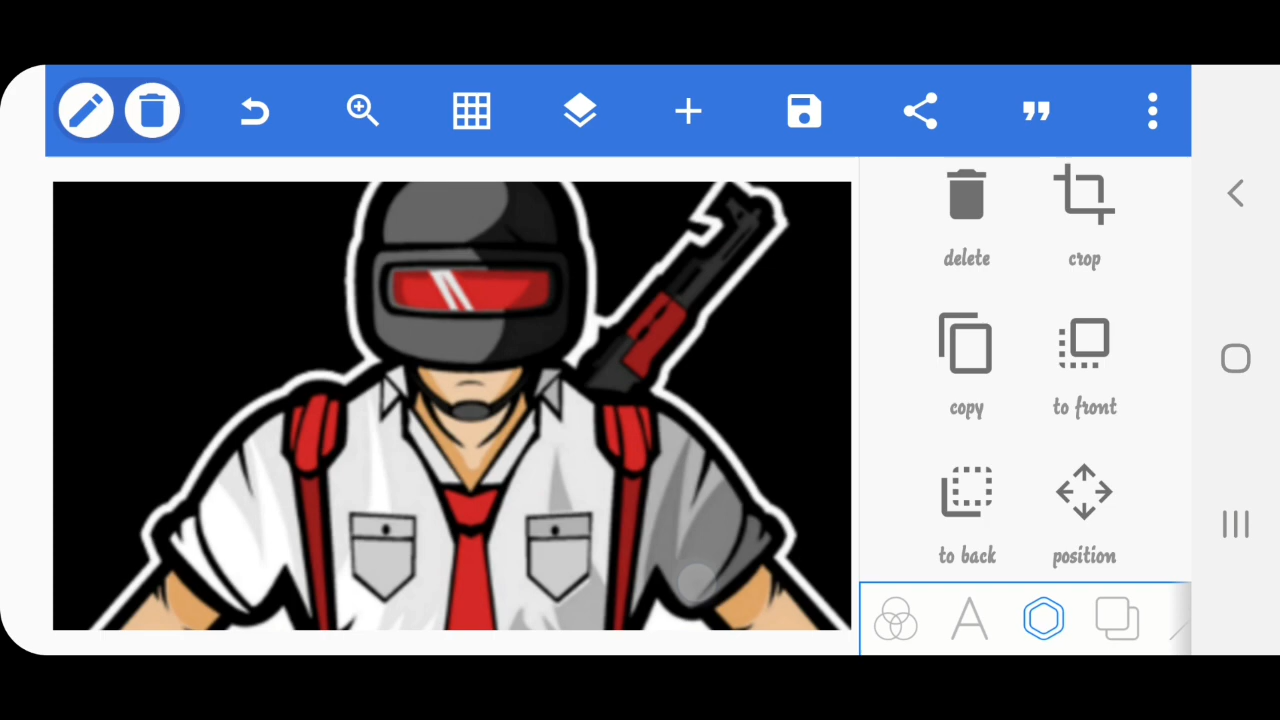 delete
crop
copy
to front
to back
position